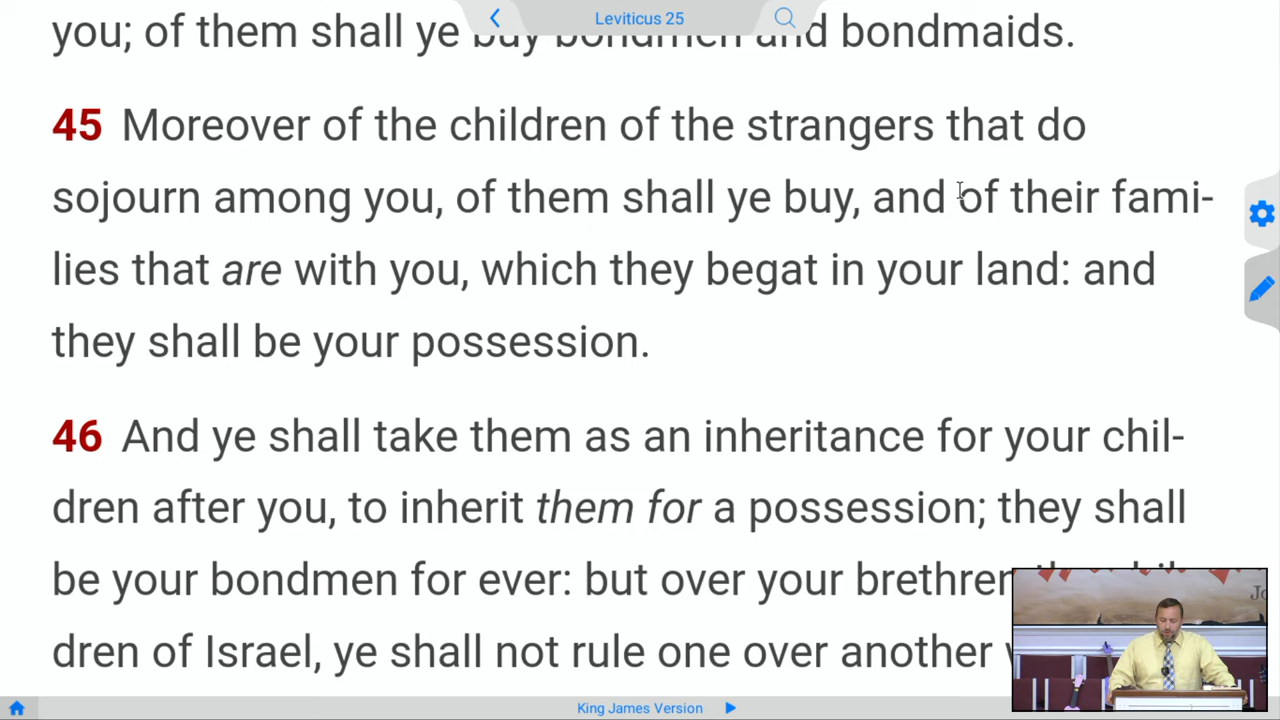 Leviticus 25
you; of them shall ye buy bondmen and bondmaids.
45 Moreover of the children of the strangers that do
sojourn among you, of them shall ye buy, and of their fami-
lies that are with you, which they begat in your land: and
they shall be your possession.
46 And ye shall take them as an inheritance for your chil-
dren after you, to inherit them for a possession; they shall
be your bondmen for ever: but over your brethren
dren of Israel, ye shall not rule one over another
King James Version